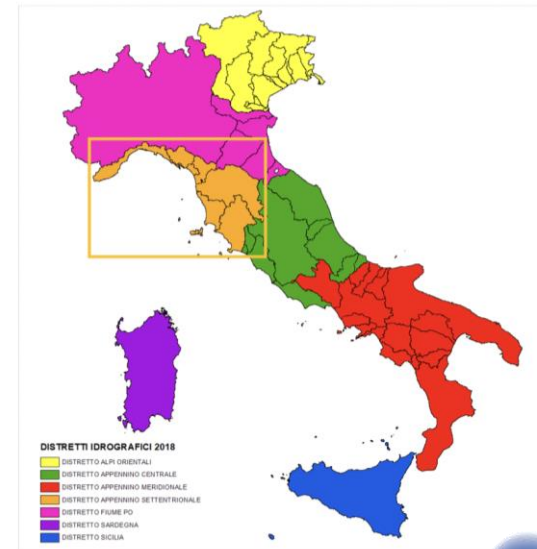 DISTRETTI IDROGRAFICI 2018
DISTRETTO ALPI ORIENTALI
DISTRETTO APPENNINO CENTRALE
DISTRETTO APPENNINO MERIDIONALE
DISTRETTO APPENNINO SETTENTRIONALE
DISTRETTO FIUME PO
DISTRETTO SARDEGNA
DISTRETTO SICILIA